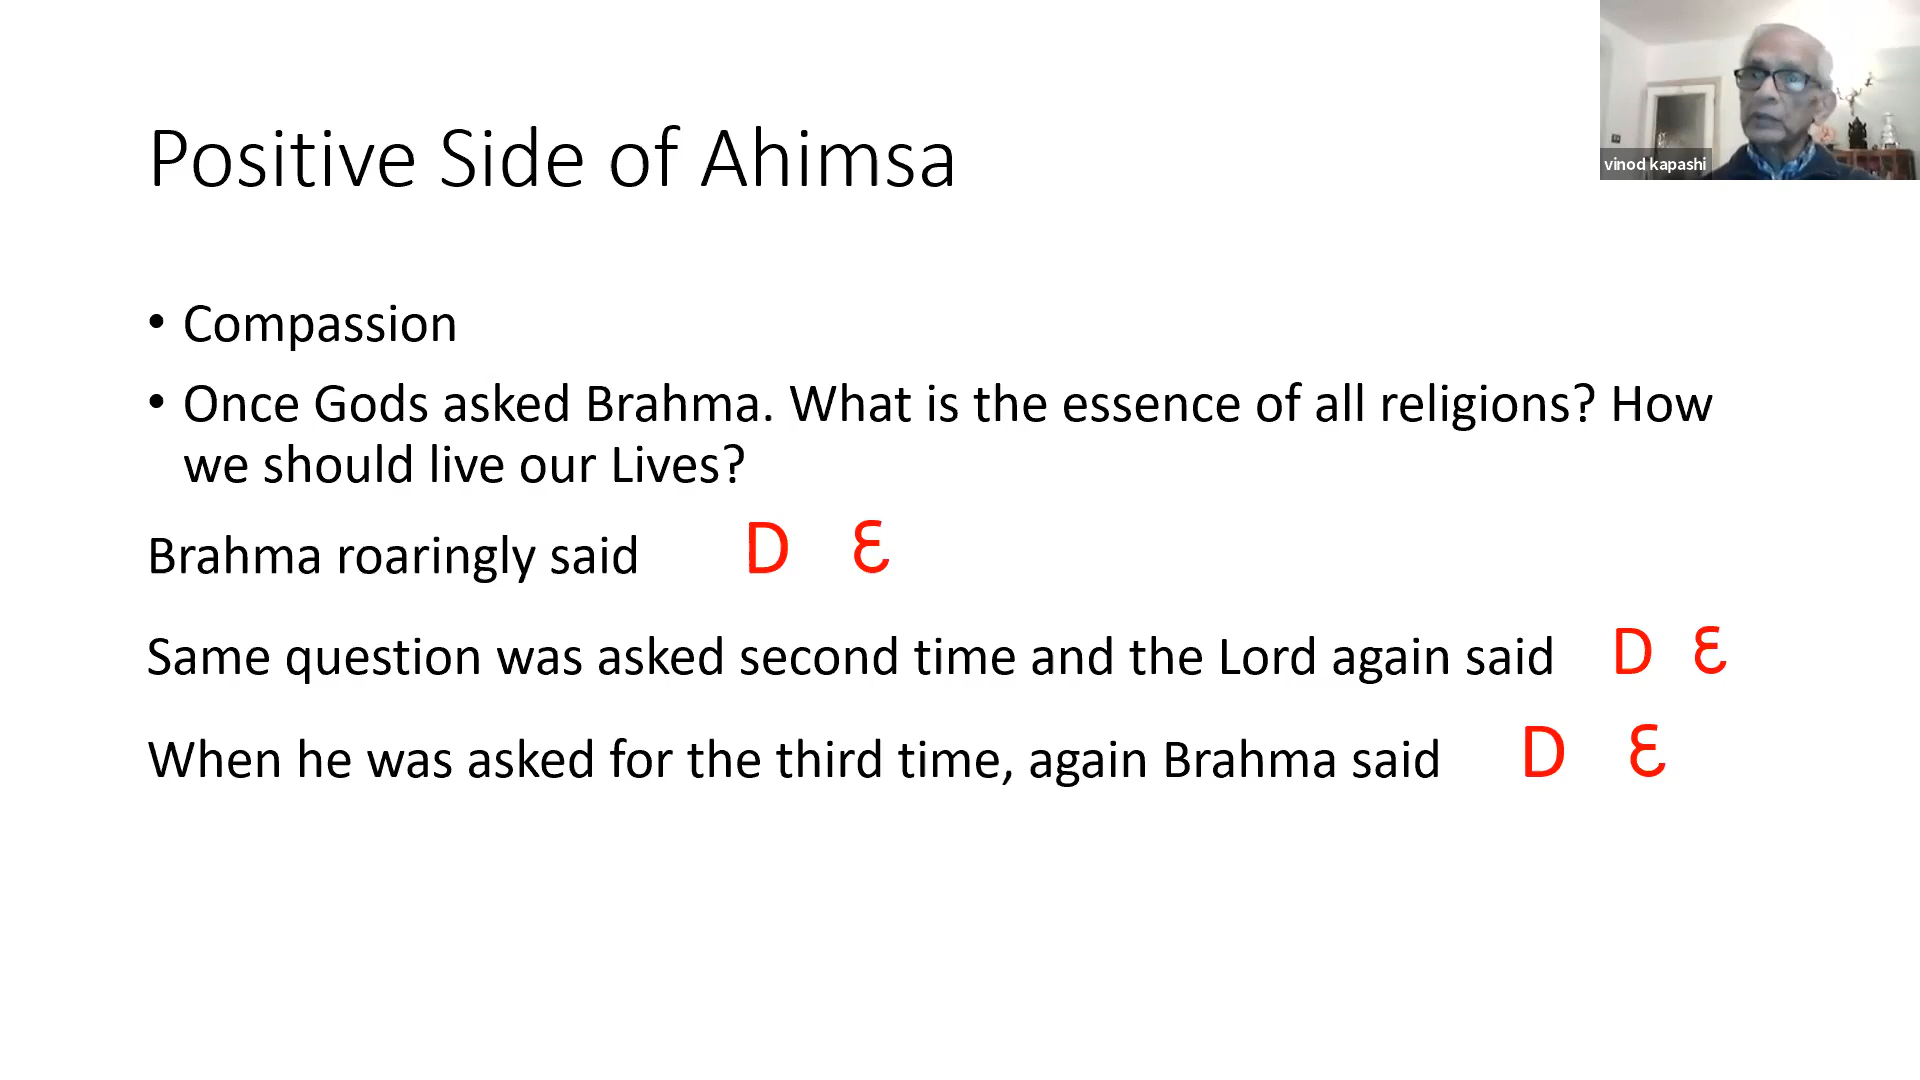 Positive Side of Ahimsa
vinod kapashi
• Compassion
• Once Gods asked Brahma. What is the essence of all religions? How
we should live our Lives?
Brahma roaringly said D દ
Same question was asked second time and the Lord again said D દ
When he was asked for the third time, again Brahma said D દ